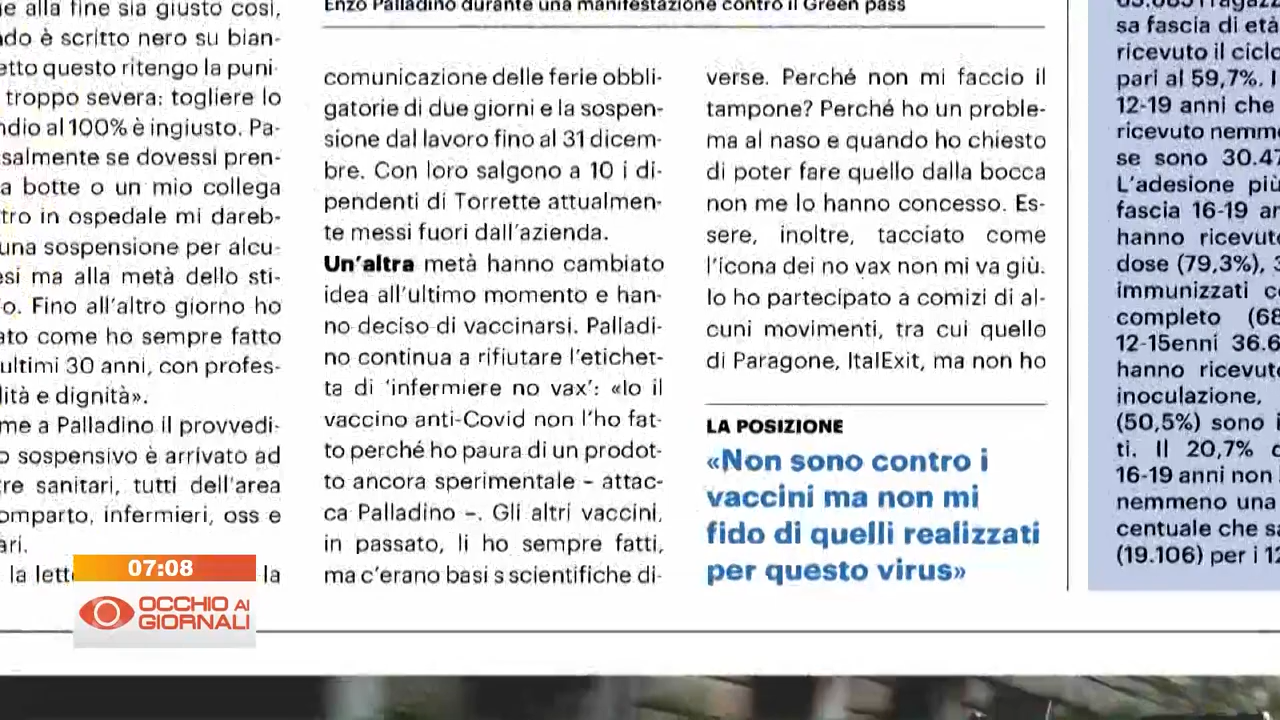 e alla fine sia giusto così,
do è scritto nero su bian-
etto questo ritengo la puni-
troppo severa: togliere lo
ndio al 100% è ingiusto. Pa-
salmente se dovessi pren-
a botte o un mio collega
tro in ospedale mi dareb-
una sospensione per alcu-
esi ma alla metà dello sti-
o. Fino all'altro giorno ho
ato come ho sempre fatto
ultimi 30 anni, con profes-
lità e dignità».
me a Palladino il provvedi-
o sospensivo è arrivato ad
re sanitari, tutti dell'area
omparto, infermieri, oss e
ari.
la lett
la
Enzo Palladino durante una manifestazione contro il Green pass
comunicazione delle ferie obbli-
gatorie di due giorni e la sospen-
sione dal lavoro fino al 31 dicem-
bre. Con loro salgono a 10 i di-
pendenti di Torrette attualmen-
te messi fuori dall'azienda.
Un'altra metà hanno cambiato
idea all'ultimo momento e han-
no deciso di vaccinarsi. Palladi-
no continua a rifiutare l'etichet-
ta di 'infermiere no vax': «Io il
vaccino anti-Covid non l'ho fat-
to perché ho paura di un prodot-
to ancora sperimentale – attac-
ca Palladino –. Gli altri vaccini,
in passato, li ho sempre fatti,
ma c'erano basi s scientifiche di-
verse. Perché non mi faccio il
tampone? Perché ho un proble-
ma al naso e quando ho chiesto
di poter fare quello dalla bocca
non me lo hanno concesso. Es-
sere, inoltre, tacciato come
l'icona dei no vax non mi va giù.
Io ho partecipato a comizi di al-
cuni movimenti, tra cui quello
di Paragone, ItalExit, ma non ho
LA POSIZIONE
«Non sono contro i
vaccini ma non mi
fido di quelli realizzati
per questo virus»
sa fascia di età
ricevuto il ciclo
pari al 59,7%. I
12-19 anni che
ricevuto nemm
se sono 30.47
L'adesione più
fascia 16-19 an
hanno ricevuto
dose (79,3%), 3
immunizzati co
completo (68
12-15enni 36.6
hanno ricevuto
inoculazione,
(50,5%) sono i
ti. Il 20,7% d
16-19 anni non
nemmeno una
centuale che sa
(19.106) per i 12
07:08
OCCHIO AI
GIORNALI